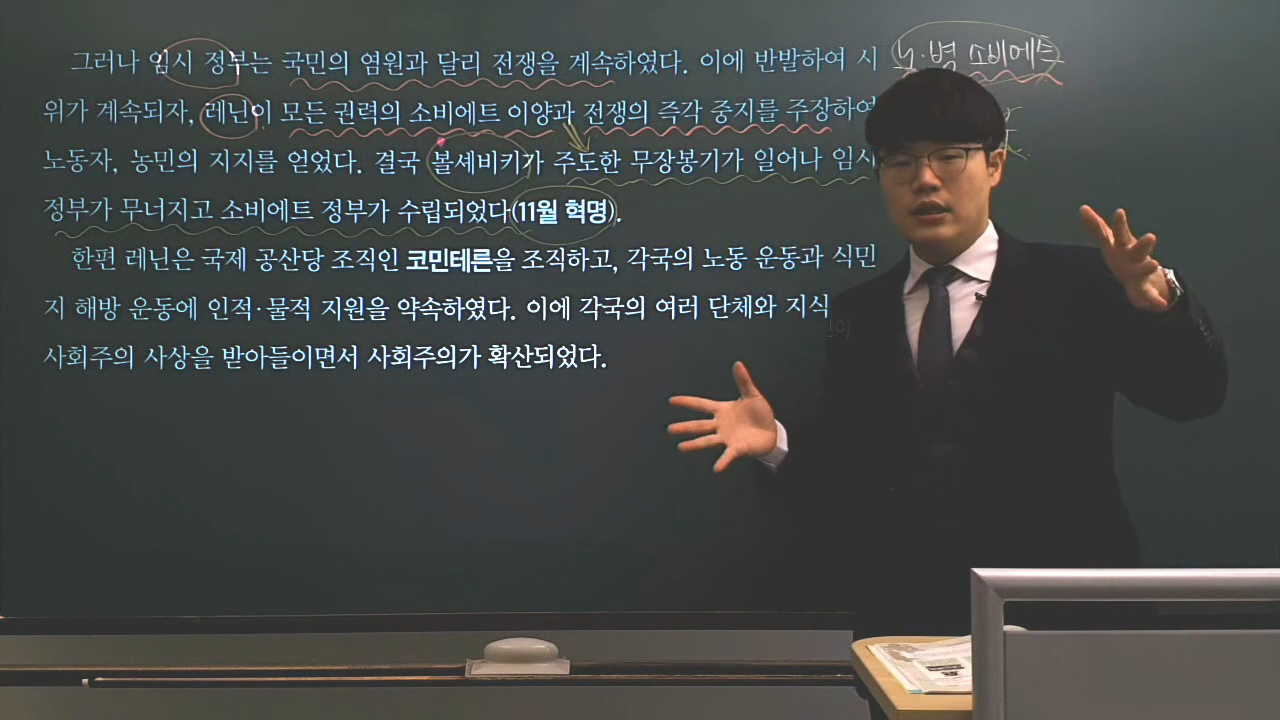 그러나 임시 정부는 국민의 염원과 달리 전쟁을 계속하였다. 이에 반발하여 시
위가 계속되자, 레닌이 모든 권력의 소비에트 이양과 전쟁의 즉각 중지를 주장하여
노동자, 농민의 지지를 얻었다. 결국 볼셰비키가 주도한 무장봉기가 일어나 임시
정부가 무너지고 소비에트 정부가 수립되었다(11월 혁명).
한편 레닌은 국제 공산당 조직인 코민테른을 조직하고, 각국의 노동 운동과 식민
지 해방 운동에 인적·물적 지원을 약속하였다. 이에 각국의 여러 단체와 지식
사회주의 사상을 받아들이면서 사회주의가 확산되었다.
소비에트